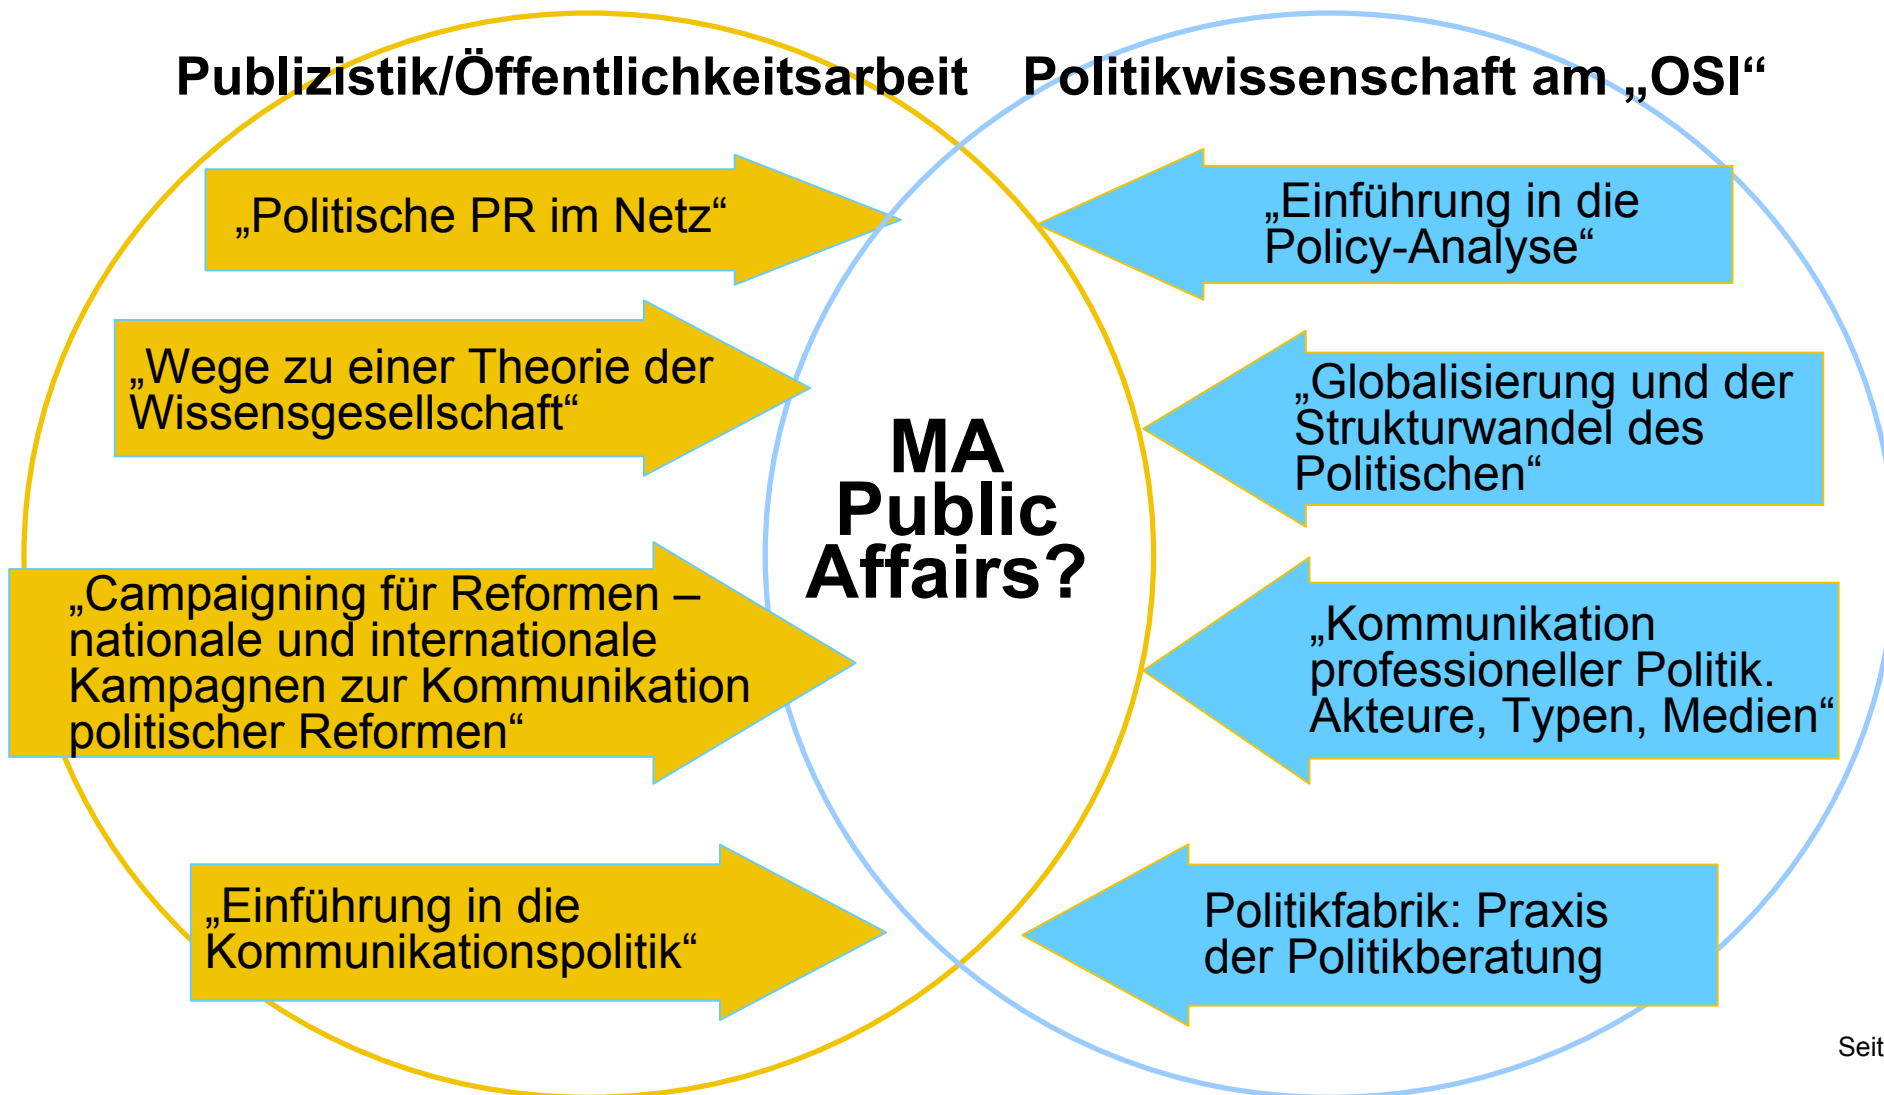 Publizistik/Öffentlichkeitsarbeit
Politikwissenschaft am „OSI“
„Politische PR im Netz“
„Wege zu einer Theorie der
Wissensgesellschaft“
„Campaigning für Reformen –
nationale und internationale
Kampagnen zur Kommunikation
politischer Reformen“
„Einführung in die
Kommunikationspolitik“
MA
Public
Affairs?
„Einführung in die
Policy-Analyse“
„Globalisierung und der
Strukturwandel des
Politischen“
„Kommunikation
professioneller Politik.
Akteure, Typen, Medien“
Politikfabrik: Praxis
der Politikberatung
Seit